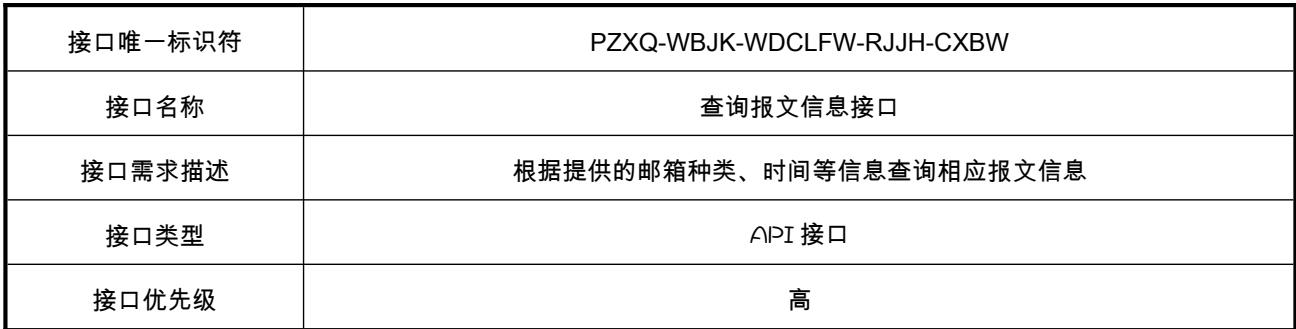 接口唯一标识符 PZXQ-WBJK-WDCLFW-RJJH-CXBW
接口名称 查询报文信息接口
接口需求描述 根据提供的邮箱种类、时间等信息查询相应报文信息
接口类型 API 接口
接口优先级 高